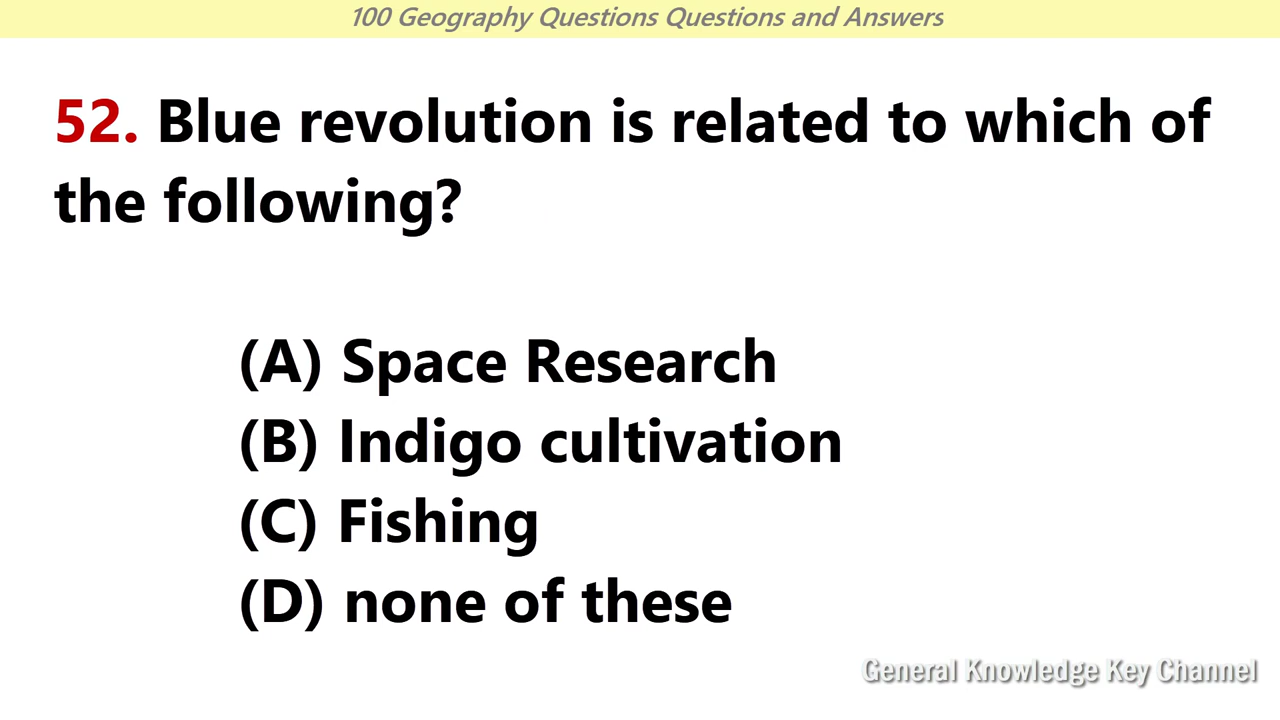 100 Geography Questions Questions and Answers
52. Blue revolution is related to which of
the following?
(A) Space Research
(B) Indigo cultivation
(C) Fishing
(D) none of these
General Knowledge Key Channel